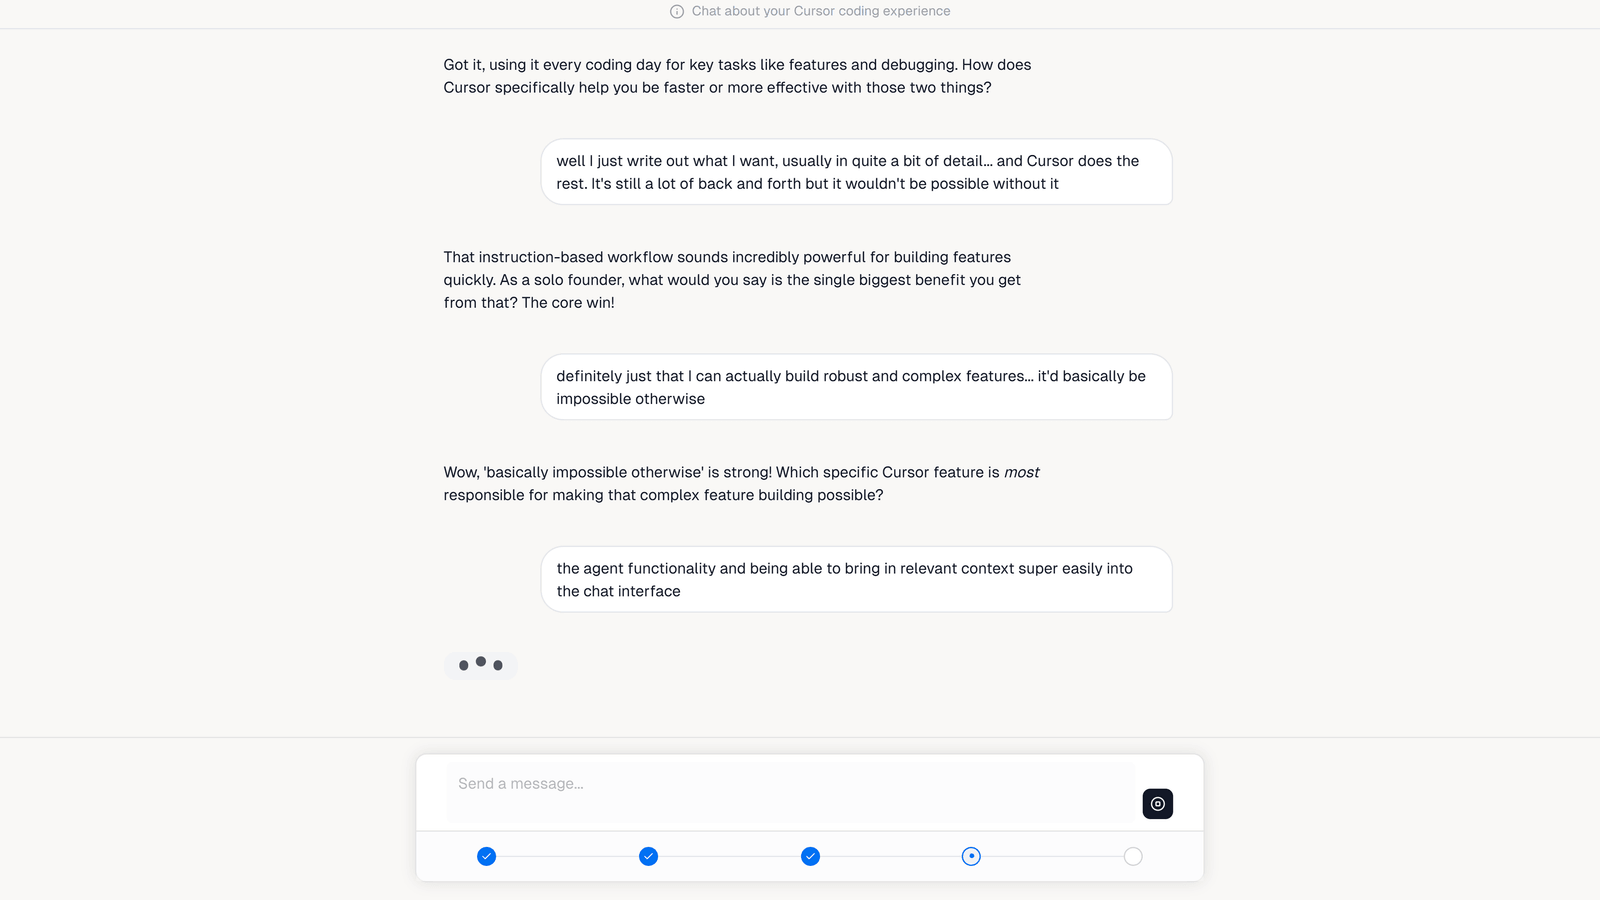 Chat about your Cursor coding experience
Got it, using it every coding day for key tasks like features and debugging. How does
Cursor specifically help you be faster or more effective with those two things?
well I just write out what I want, usually in quite a bit of detail... and Cursor does the
rest. It's still a lot of back and forth but it wouldn't be possible without it
That instruction-based workflow sounds incredibly powerful for building features
quickly. As a solo founder, what would you say is the single biggest benefit you get
from that? The core win!
definitely just that I can actually build robust and complex features... it'd basically be
impossible otherwise
Wow, 'basically impossible otherwise' is strong! Which specific Cursor feature is most
responsible for making that complex feature building possible?
the agent functionality and being able to bring in relevant context super easily into
the chat interface
Send a message...